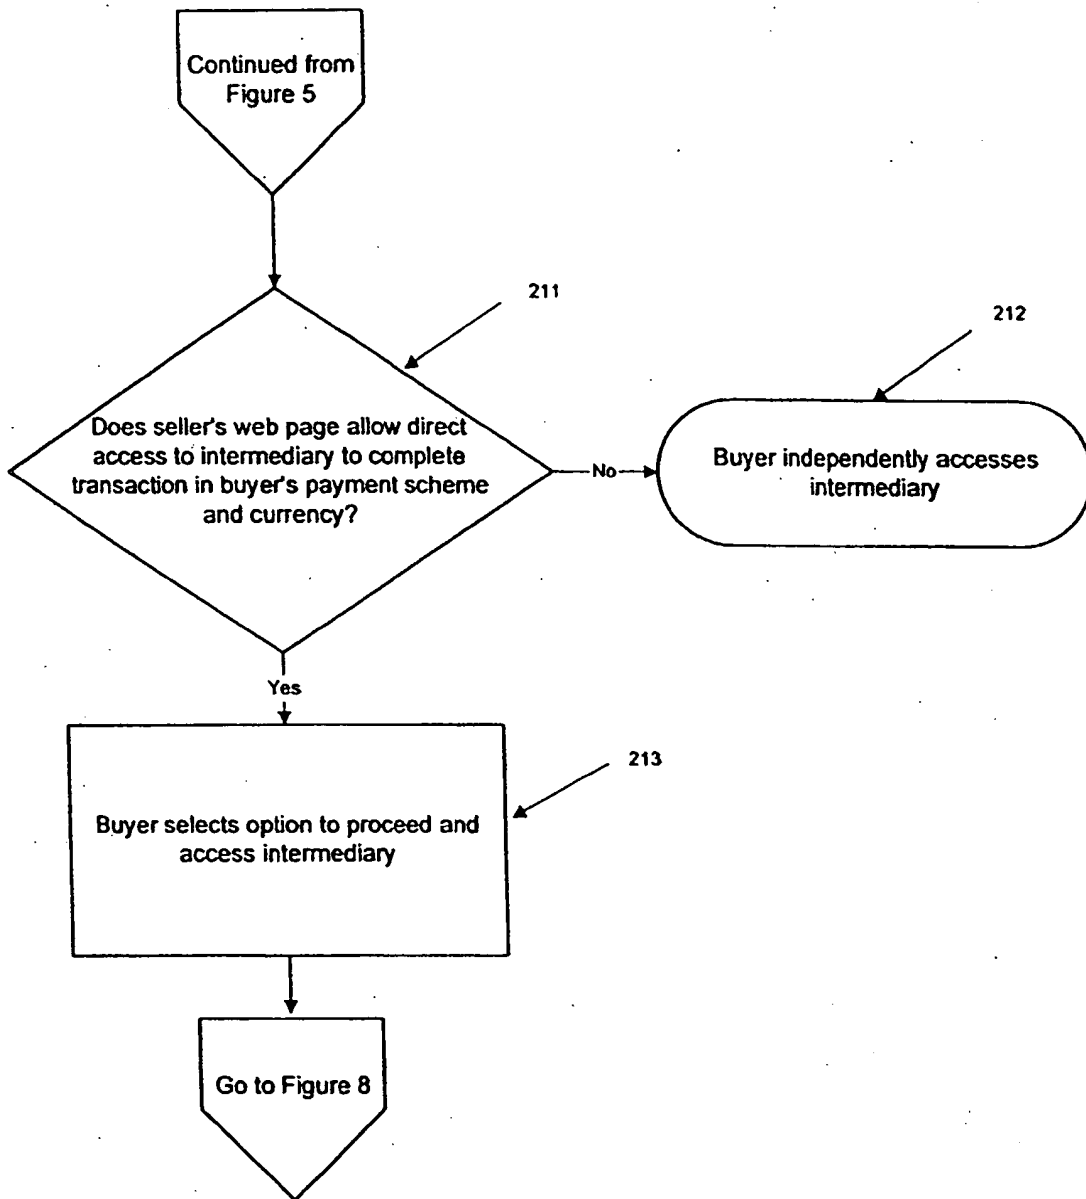 Continued from
Figure 5
211
212
Does seller's web page allow direct
access to intermediary to complete
transaction in buyer's payment scheme
and currency?
No
Buyer independently accesses
intermediary
Yes
213
Buyer selects option to proceed and
access intermediary
Go to Figure 8